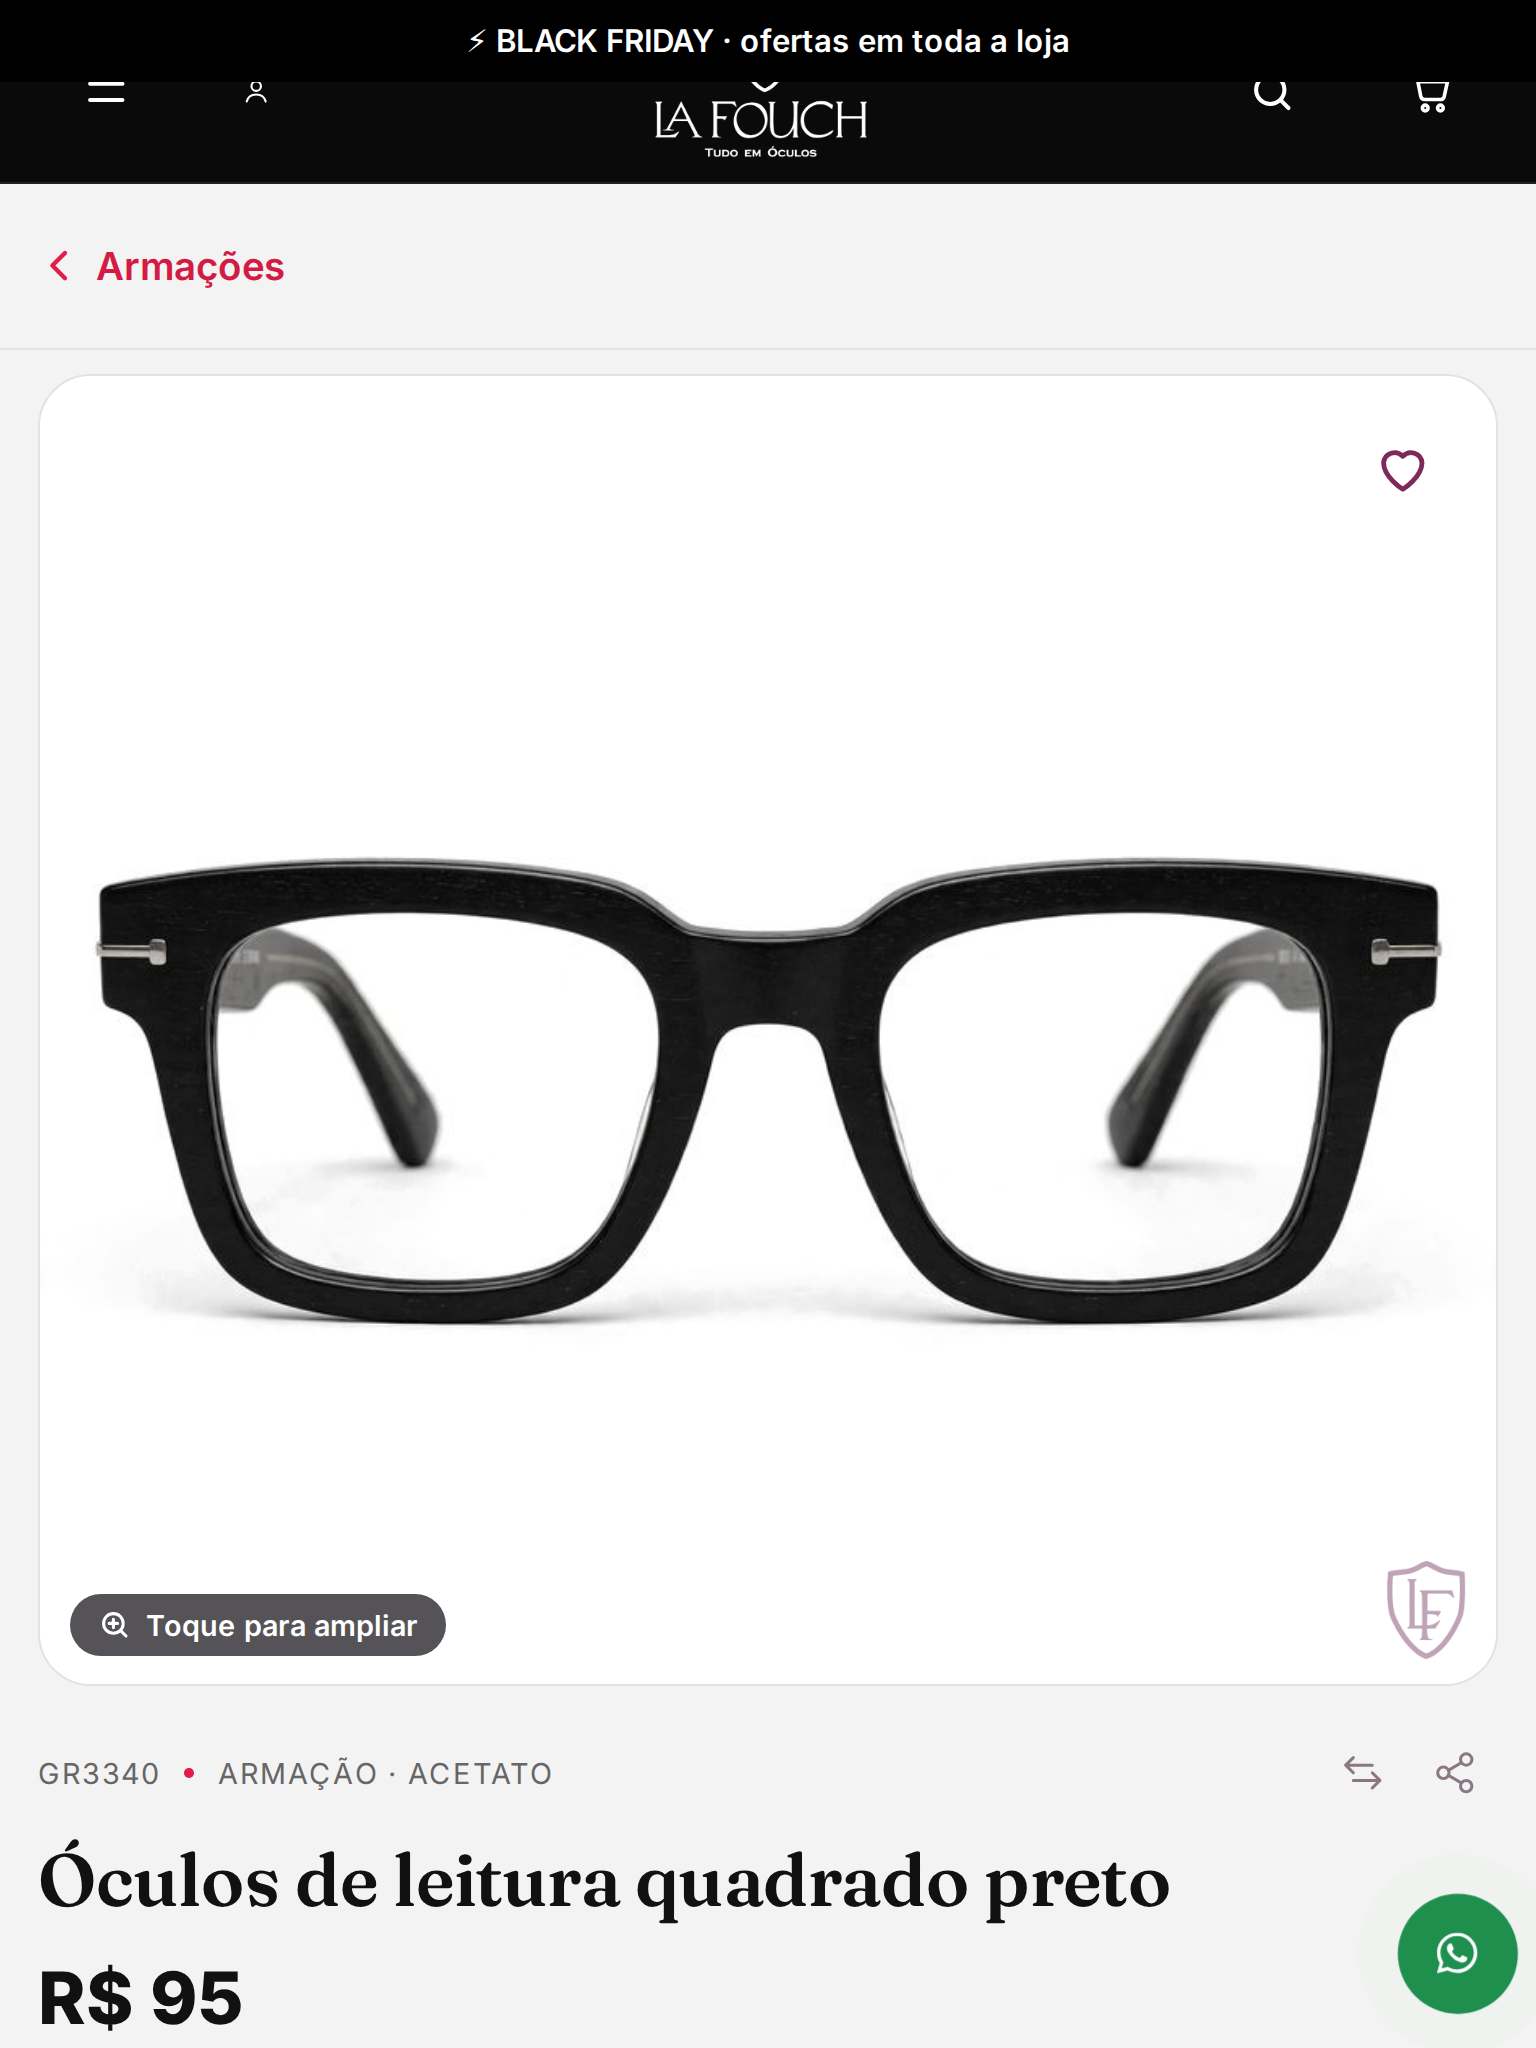 ⚡ BLACK FRIDAY · ofertas em toda a loja
LA FOUCH
TUDO EM ÓCULOS
Armações
Toque para ampliar
LF
GR3340 • ARMAÇÃO · ACETATO
Óculos de leitura quadrado preto
R$ 95